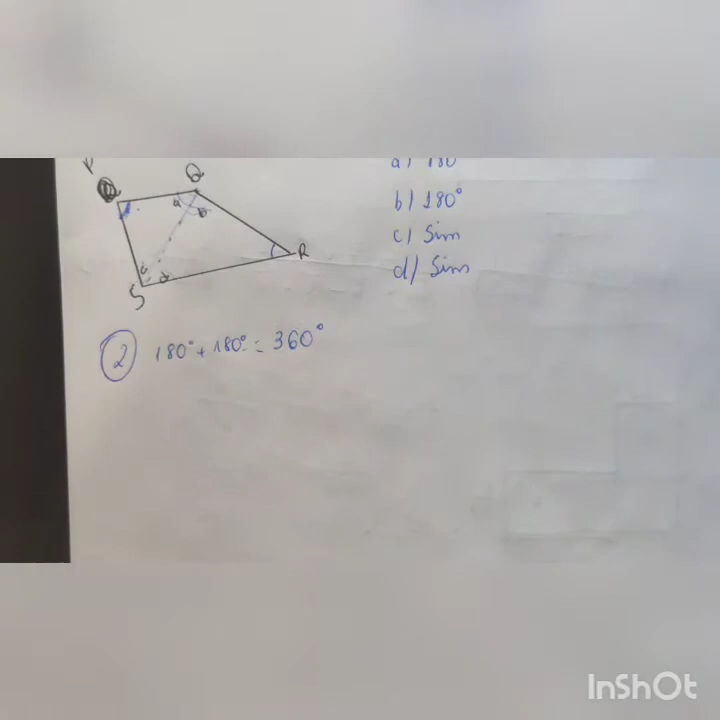 P
Q
a b
c d
R
S
a) 180
b) 180°
c) Sim
d) Sim
2 180° + 180° = 360°
InShOt